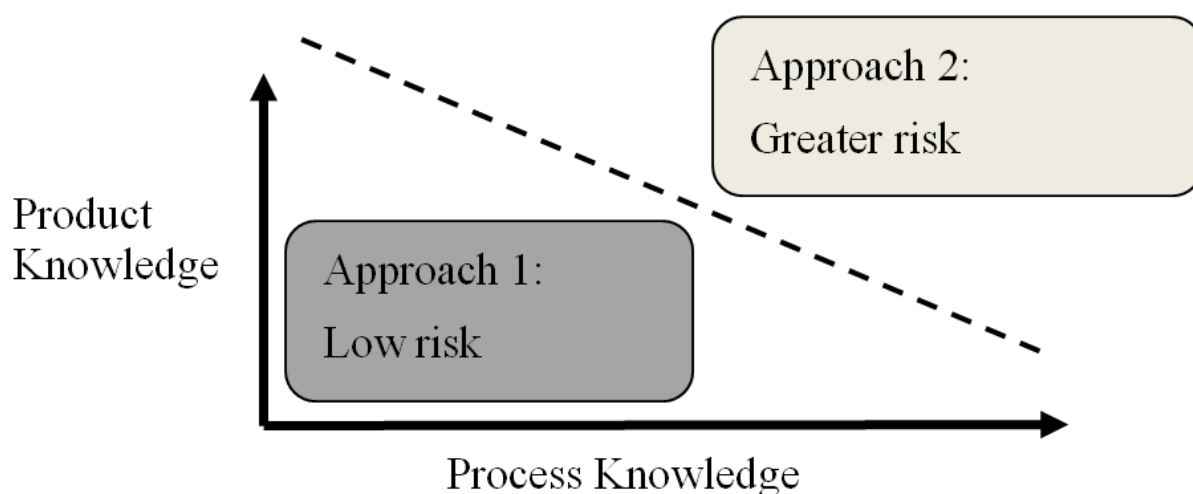 Approach 2:
Greater risk
Product
Knowledge
Approach 1:
Low risk
Process Knowledge